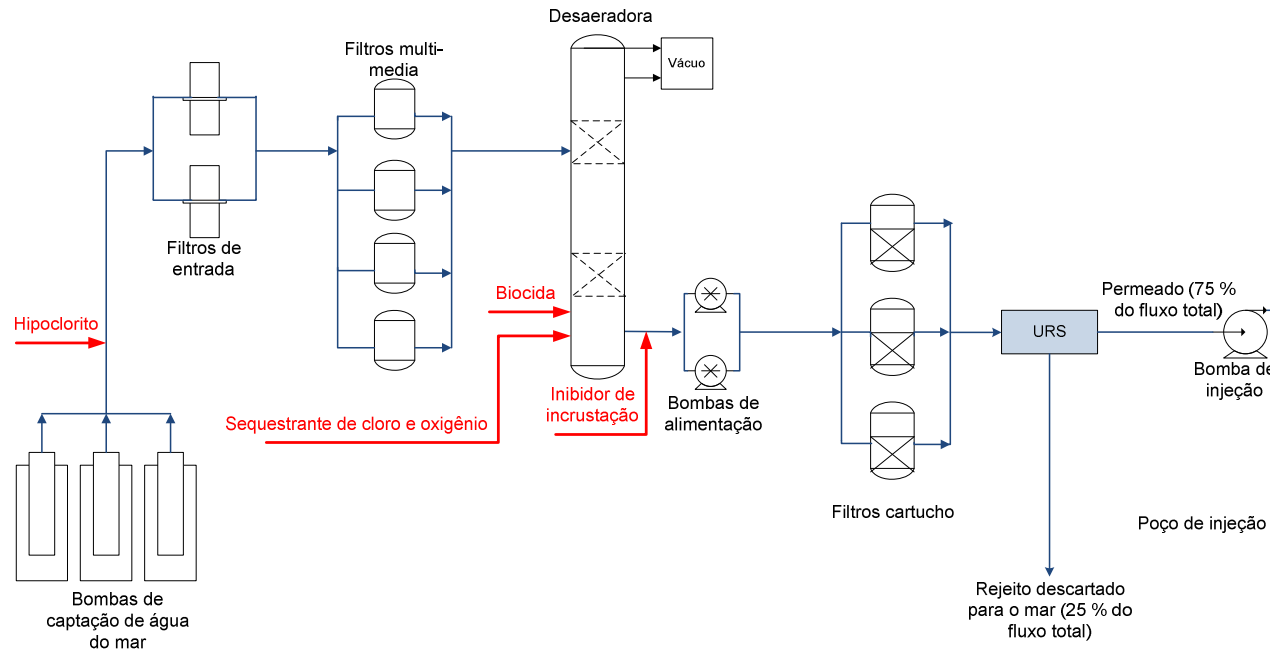 Desaeradora
Filtros multi-
media
Vácuo
Filtros de
entrada
Biocida
Hipoclorito
Permeado (75 %
do fluxo total)
URS
Bomba de
injeção
Inibidor de
incrustação
Sequestrante de cloro e oxigênio
Bombas de
alimentação
Filtros cartucho
Poço de injeção
Bombas de
captação de água
do mar
Rejeito descartado
para o mar (25 % do
fluxo total)